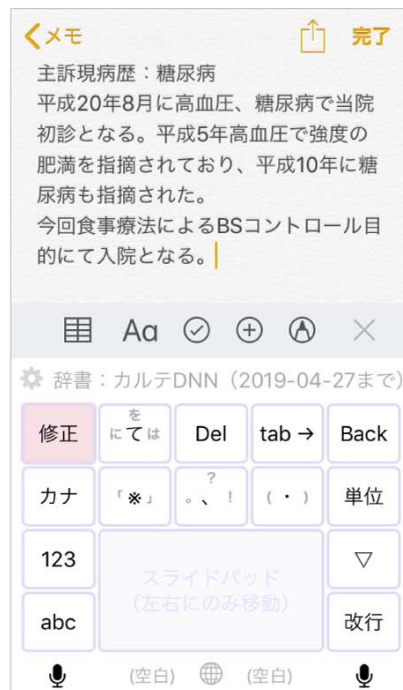 メモ 完了
主訴現病歴：糖尿病
平成20年8月に高血圧、糖尿病で当院
初診となる。平成5年高血圧で強度の
肥満を指摘されており、平成10年に糖
尿病も指摘された。
今回食事療法によるBSコントロール目
的にて入院となる。
Aa
辞書：カルテDNN（2019-04-27まで）
修正 を に て は Del tab → Back
カナ 「 ※ 」 ? 。 、 ! ( ・ ) 単位
123 スライドパッド ▽
（左右にのみ移動）
abc 改行
(空白) (空白)